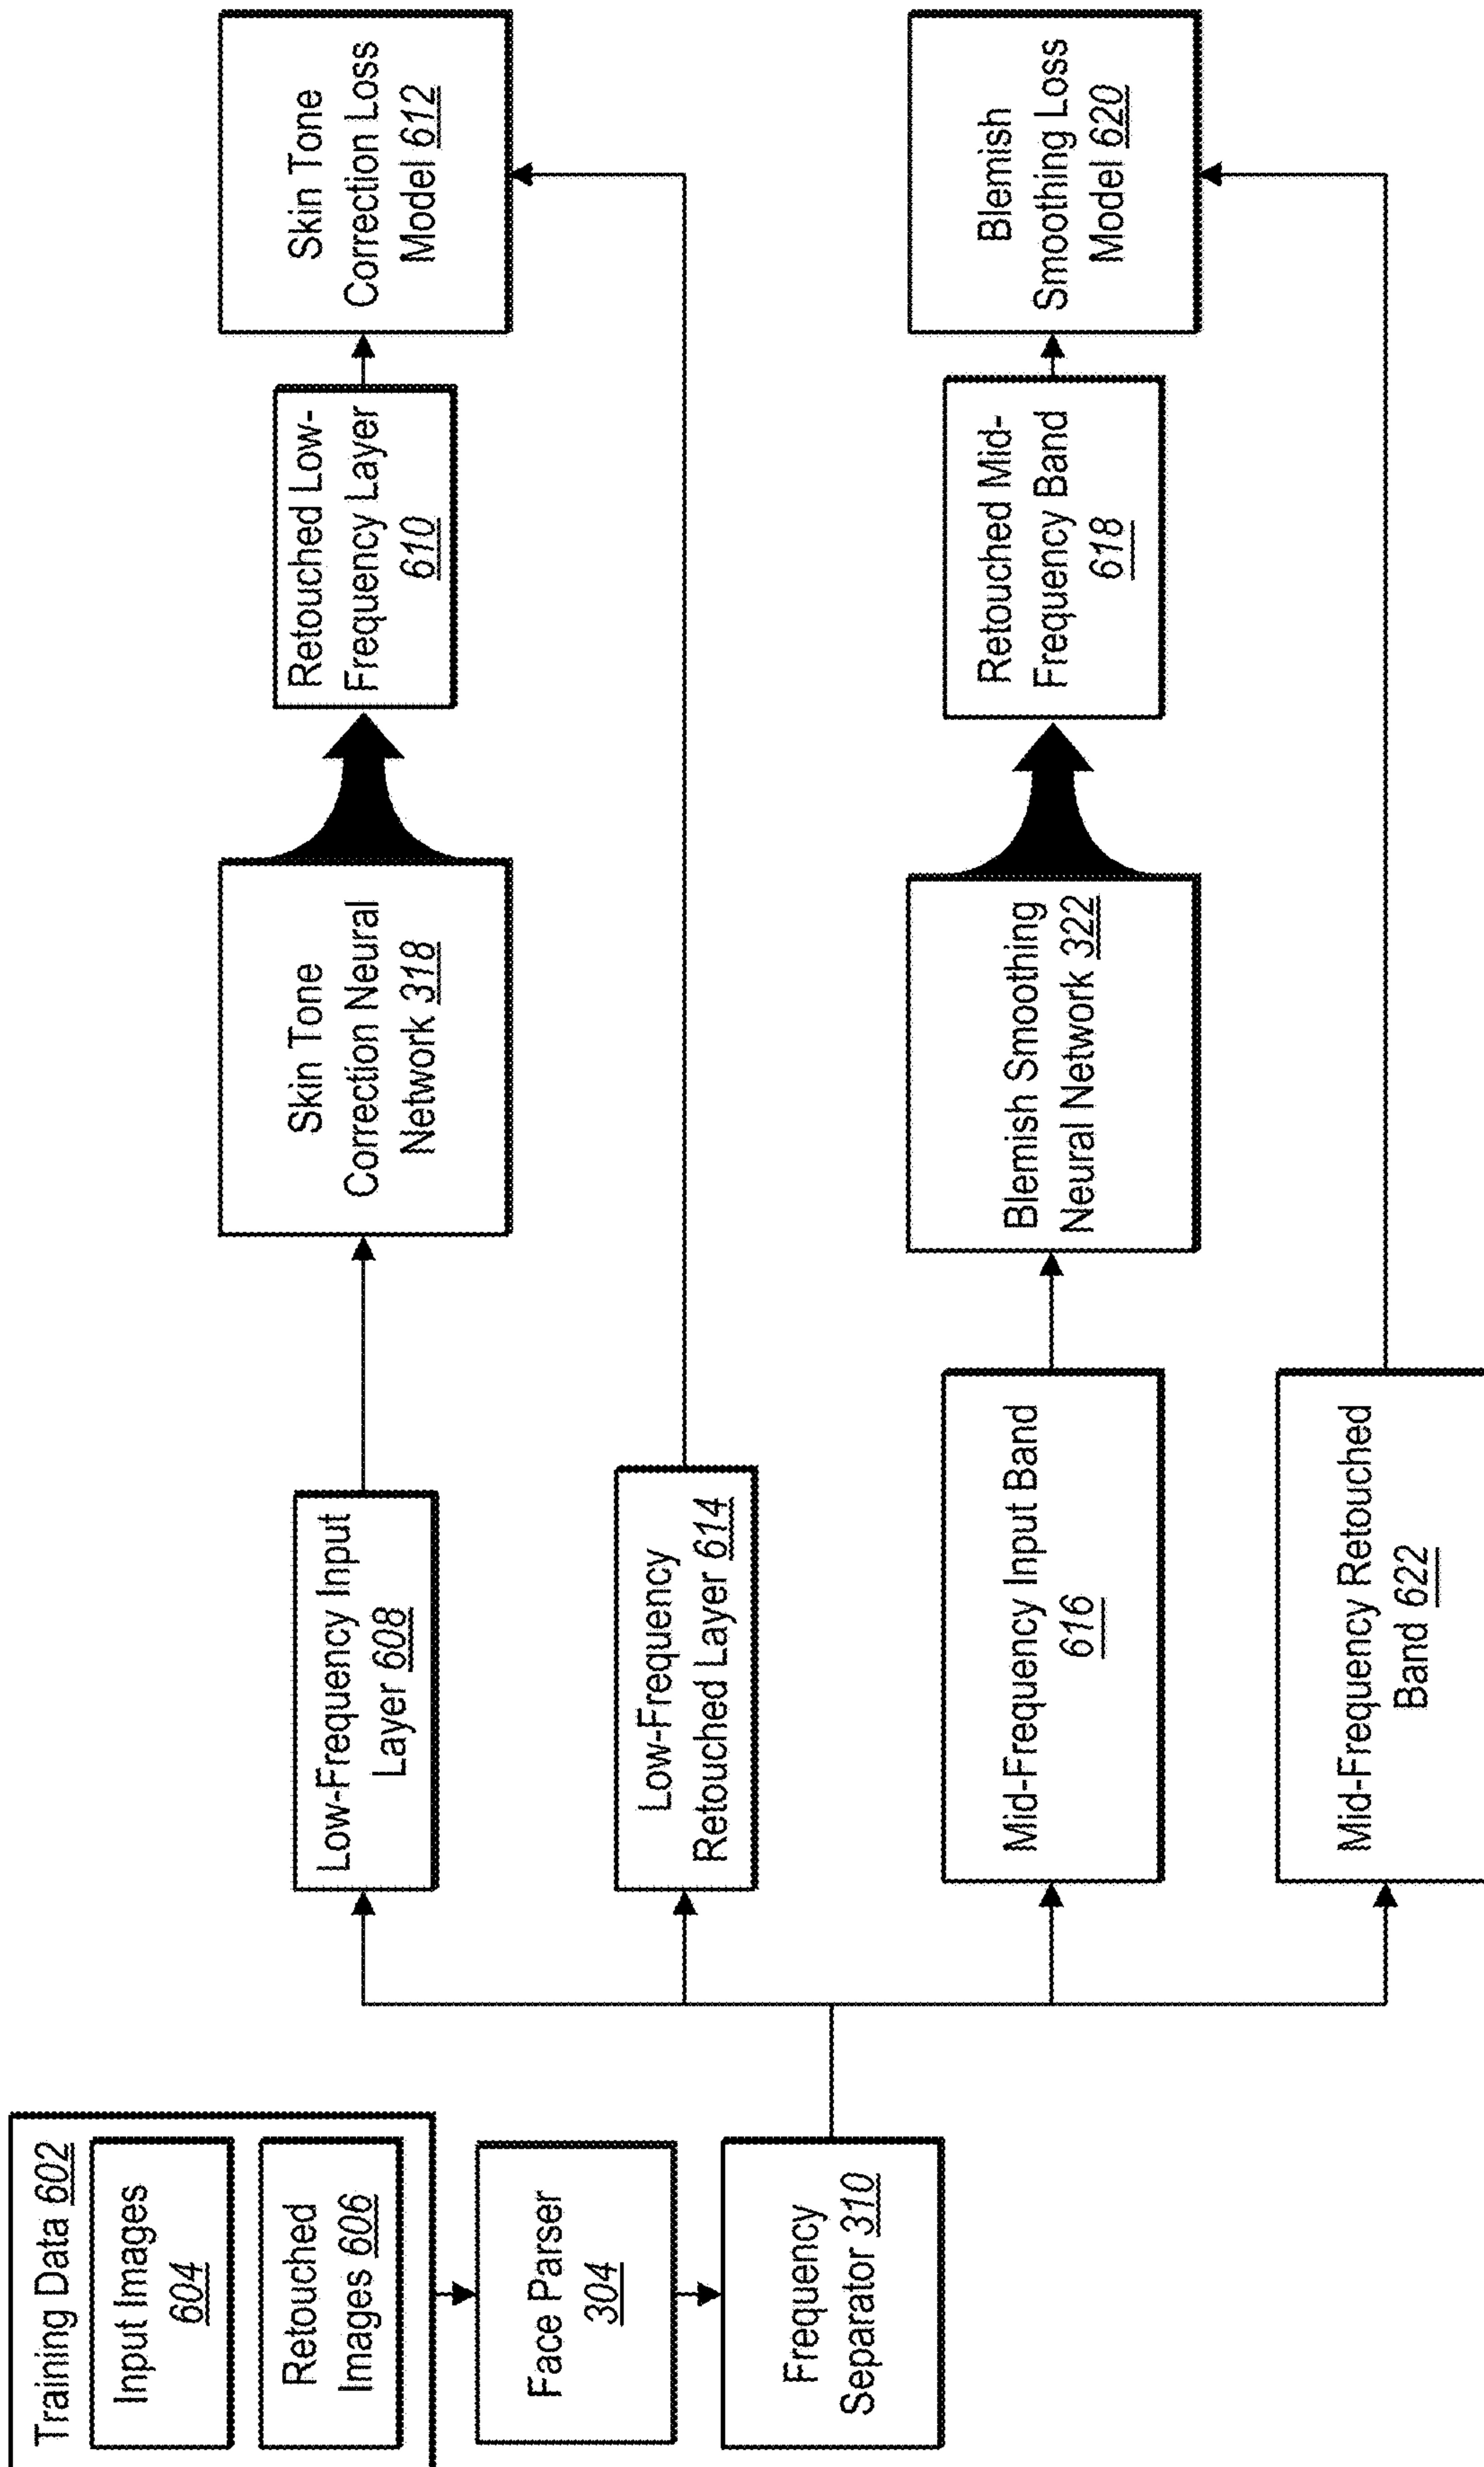 Training Data 602
Input Images
604
Retouched
Images 606
Face Parser
304
Frequency
Separator 310
Low-Frequency Input
Layer 608
Low-Frequency
Retouched Layer 614
Mid-Frequency Input Band
616
Mid-Frequency Retouched
Band 622
Skin Tone
Correction Neural
Network 318
Blemish Smoothing
Neural Network 322
Retouched Low-
Frequency Layer
610
Retouched Mid-
Frequency Band
618
Skin Tone
Correction Loss
Model 612
Blemish
Smoothing Loss
Model 620